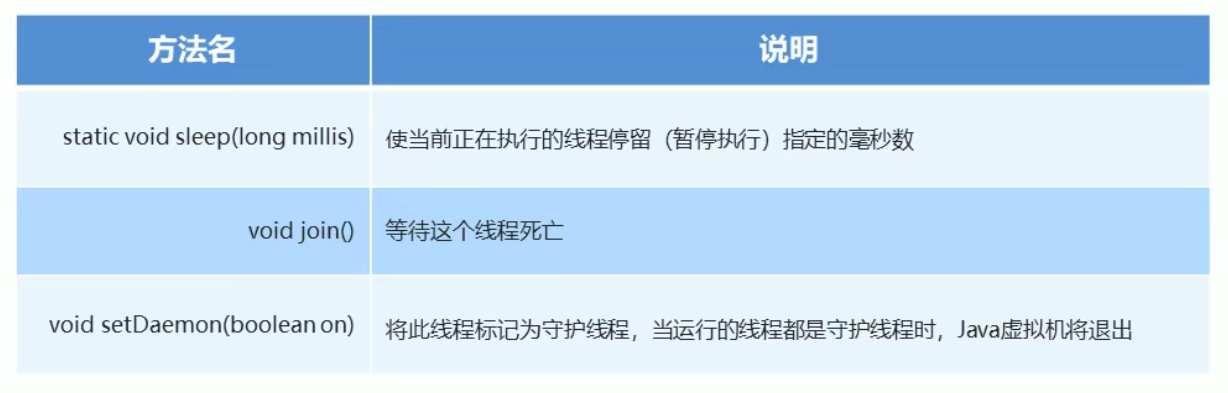 方法名 说明
static void sleep(long millis) 使当前正在执行的线程停留（暂停执行）指定的毫秒数
void join() 等待这个线程死亡
void setDaemon(boolean on) 将此线程标记为守护线程，当运行的线程都是守护线程时，Java虚拟机将退出